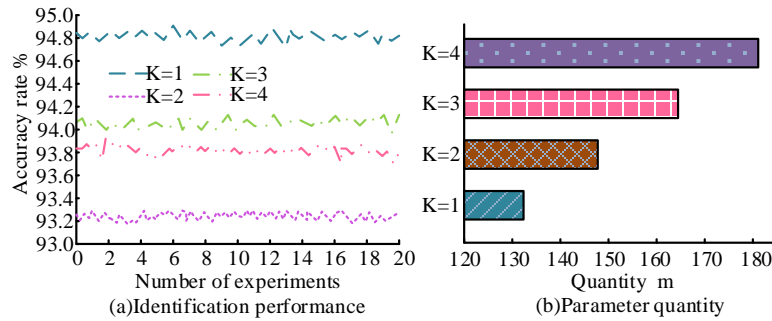 95.0
94.8
94.6
94.4
94.2
94.0
93.8
93.6
93.4
93.2
93.0
Accuracy rate %
K=1
K=3
K=2
K=4
0 2 4 6 8 10 12 14 16 18 20
Number of experiments
(a)Identification performance
K=4
K=3
K=2
K=1
120 130 140 150 160 170 180
Quantity m
(b)Parameter quantity